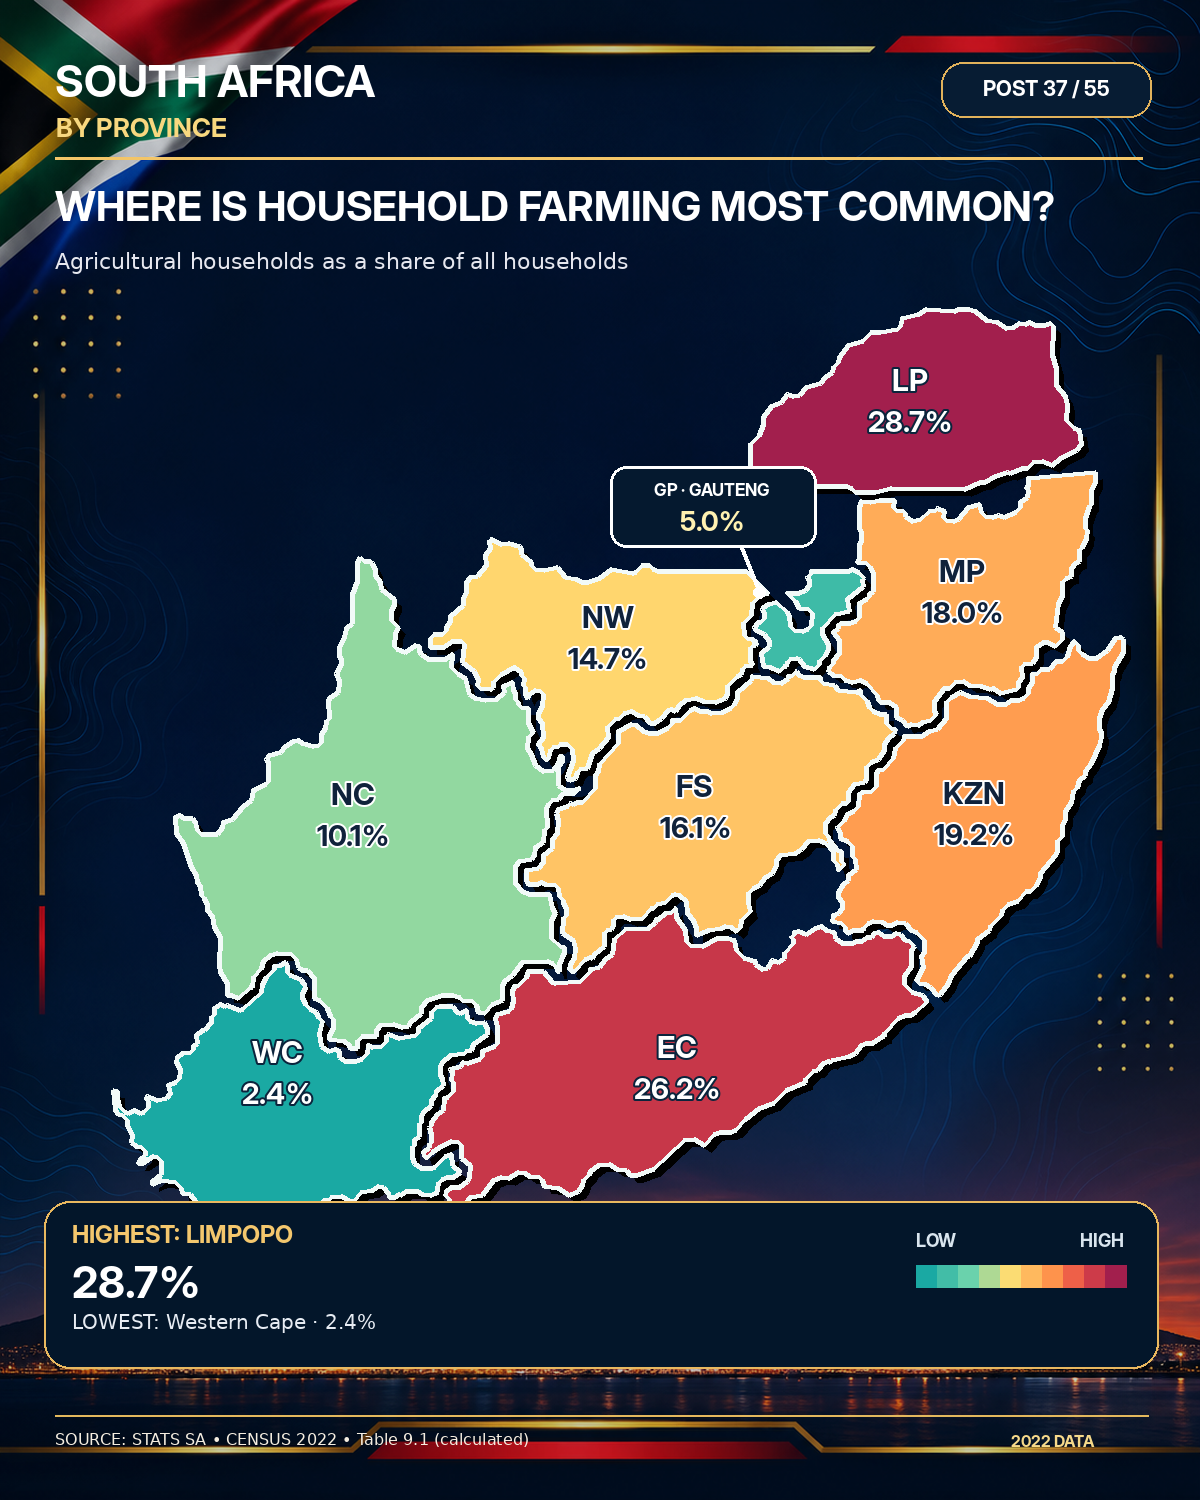 SOUTH AFRICA
BY PROVINCE
POST 37 / 55
WHERE IS HOUSEHOLD FARMING MOST COMMON?
Agricultural households as a share of all households
LP
28.7%
GP · GAUTENG
5.0%
MP
18.0%
NW
14.7%
NC
10.1%
FS
16.1%
KZN
19.2%
WC
2.4%
EC
26.2%
HIGHEST: LIMPOPO
28.7%
LOWEST: Western Cape · 2.4%
LOW HIGH
SOURCE: STATS SA • CENSUS 2022 • Table 9.1 (calculated)
2022 DATA